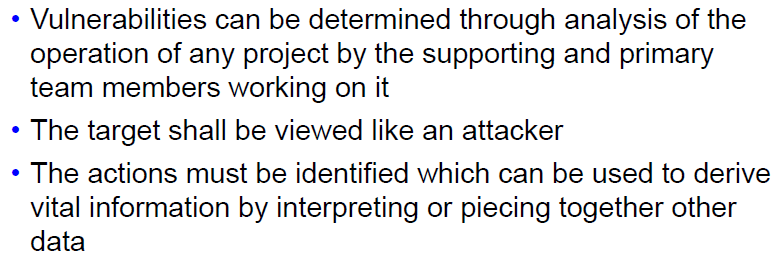 • Vulnerabilities can be determined through analysis of the
operation of any project by the supporting and primary
team members working on it
• The target shall be viewed like an attacker
• The actions must be identified which can be used to derive
vital information by interpreting or piecing together other
data